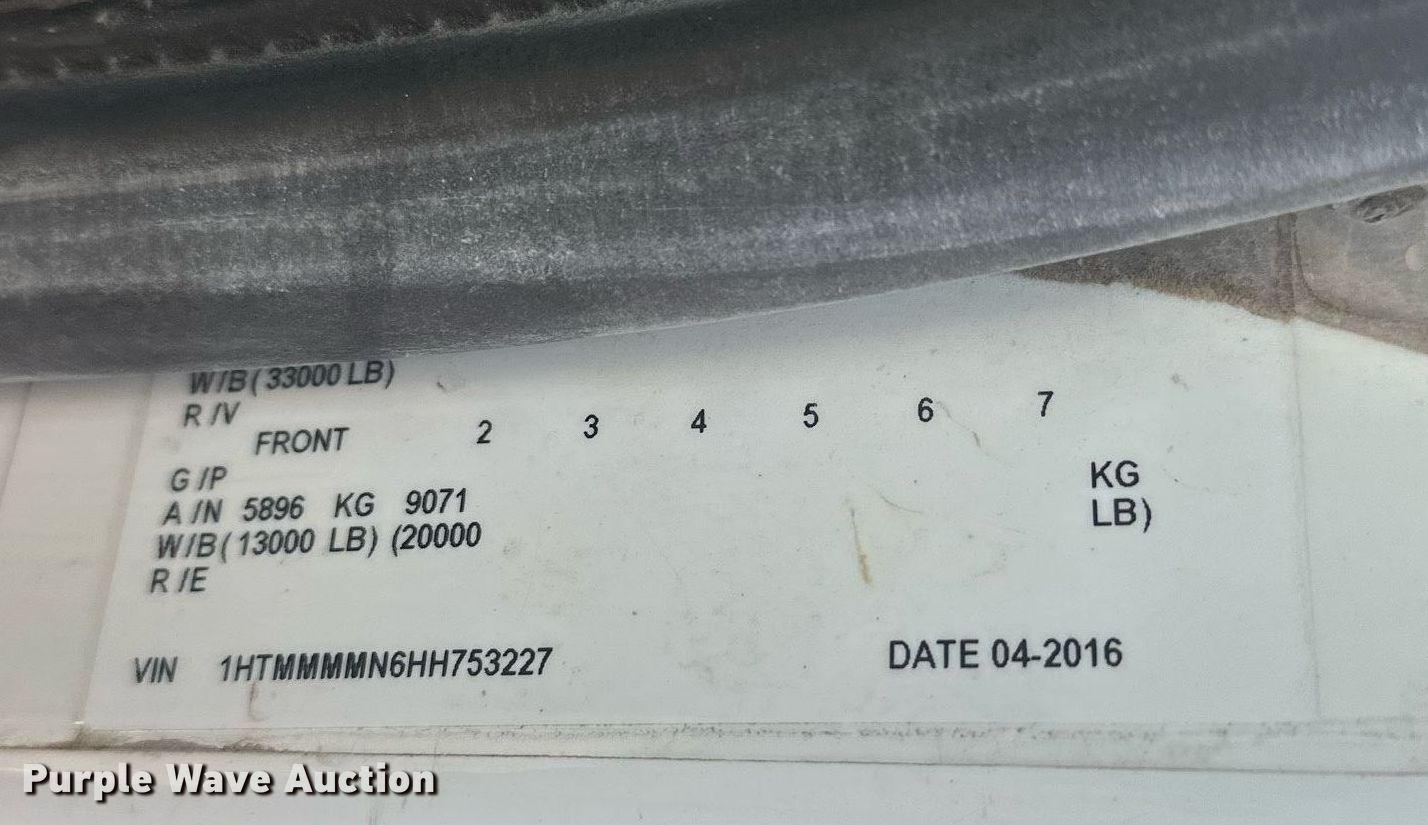 W/B(33000 LB)
R/V
FRONT 2 3 4 5 6 7
G/P
A/N 5896 KG 9071 KG
W/B(13000 LB) (20000 LB)
R/E
VIN 1HTMMMMN6HH753227 DATE 04-2016
Purple Wave Auction